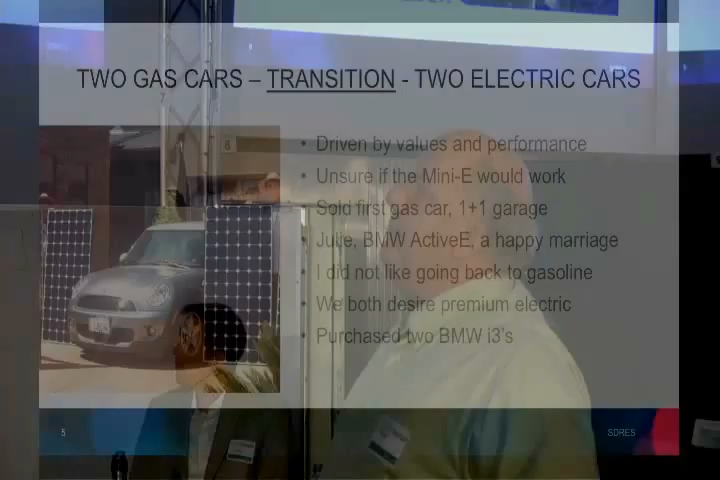 TWO GAS CARS – TRANSITION - TWO ELECTRIC CARS
• Driven by values and performance
• Unsure if the Mini-E would work
• Sold first gas car, 1+1 garage
Julie, BMW ActiveE, a happy marriage
I did not like going back to gasoline
We both desire premium electric
Purchased two BMW i3's
5
SDRES